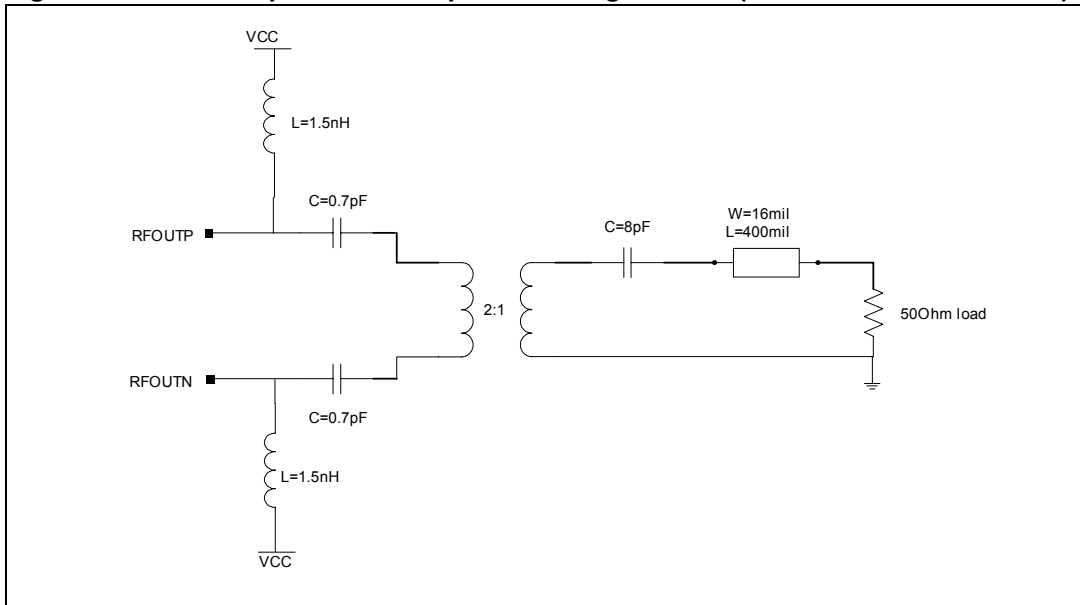 VCC
L=1.5nH
C=0.7pF
RFOUTP
W=16mil
L=400mil
C=8pF
2:1
50Ohm load
RFOUTN
C=0.7pF
L=1.5nH
VCC